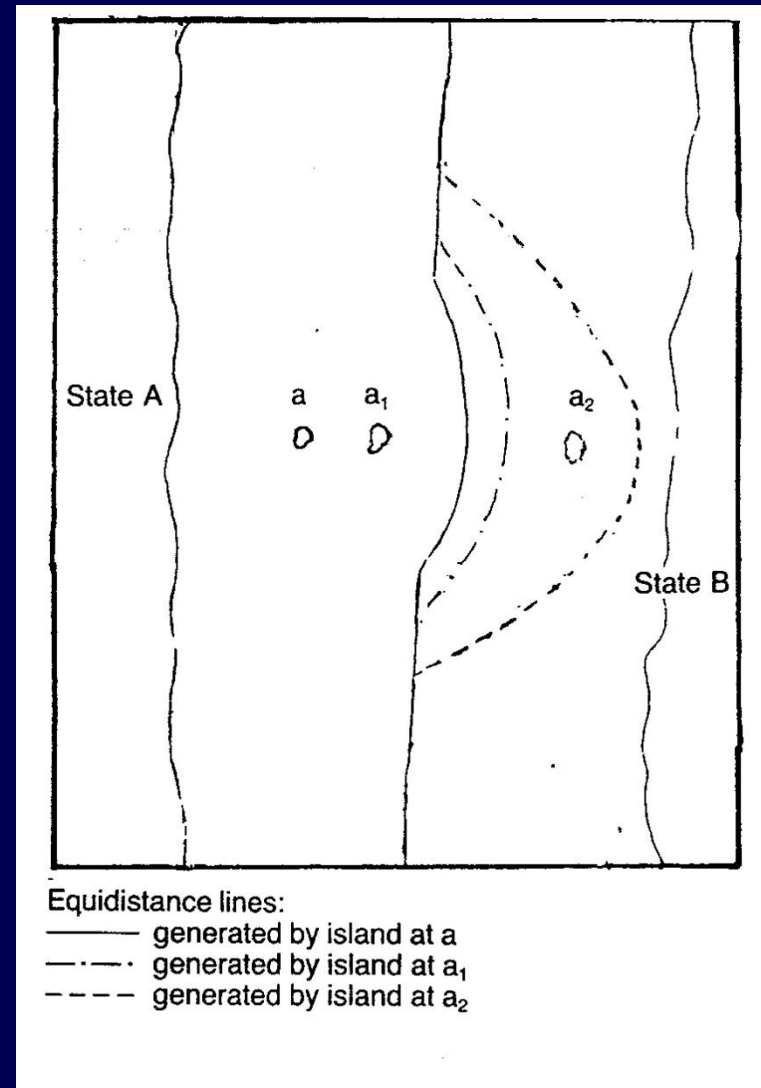 State A
a
a₁
a₂
State B
Equidistance lines:
generated by island at a
generated by island at a₁
generated by island at a₂